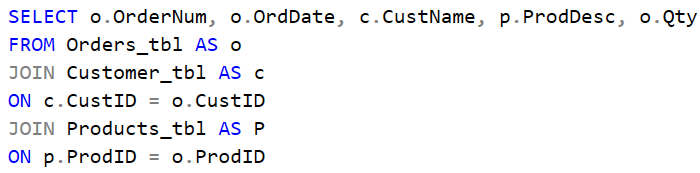 SELECT o.OrderNum, o.OrdDate, c.CustName, p.ProdDesc, o.Qty
FROM Orders_tbl AS o
JOIN Customer_tbl AS c
ON c.CustID = o.CustID
JOIN Products_tbl AS P
ON p.ProdID = o.ProdID